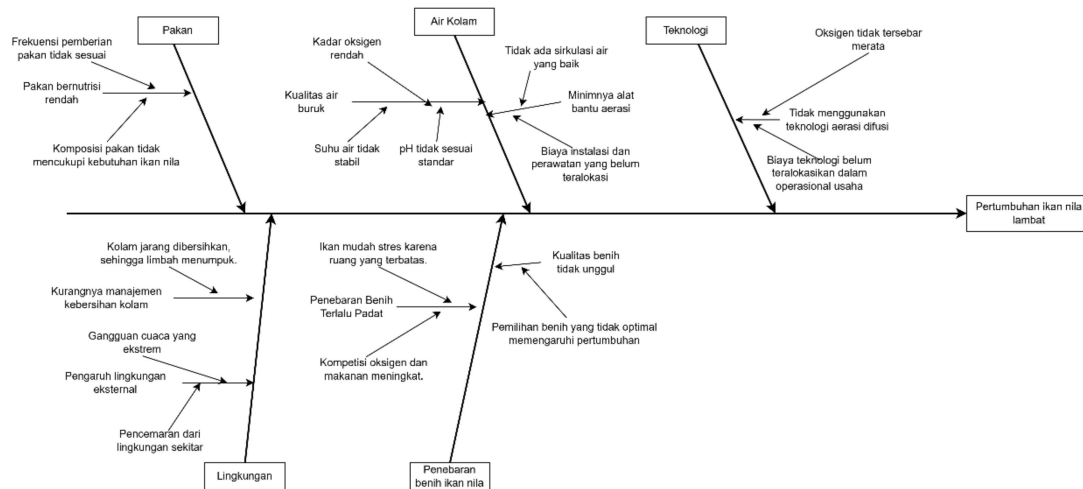 Pakan
Air Kolam
Teknologi
Frekuensi pemberian
pakan tidak sesuai
Pakan bernutrisi
rendah
Komposisi pakan tidak
mencukupi kebutuhan ikan nila
Kadar oksigen
rendah
Kualitas air
buruk
Suhu air tidak
stabil
pH tidak sesuai
standar
Tidak ada sirkulasi air
yang baik
Minimnya alat
bantu aerasi
Biaya instalasi dan
perawatan yang belum
teralokasi
Oksigen tidak tersebar
merata
Tidak menggunakan
teknologi aerasi difusi
Biaya teknologi belum
teralokasikan dalam
operasional usaha
Pertumbuhan ikan nila
lambat
Kolam jarang dibersihkan,
sehingga limbah menumpuk.
Kurangnya manajemen
kebersihan kolam
Gangguan cuaca yang
ekstrem
Pengaruh lingkungan
eksternal
Pencemaran dari
lingkungan sekitar
Ikan mudah stres karena
ruang yang terbatas.
Penebaran Benih
Terlalu Padat
Kompetisi oksigen dan
makanan meningkat.
Kualitas benih
tidak unggul
Pemilihan benih yang tidak optimal
memengaruhi pertumbuhan
Lingkungan
Penebaran
benih ikan nila